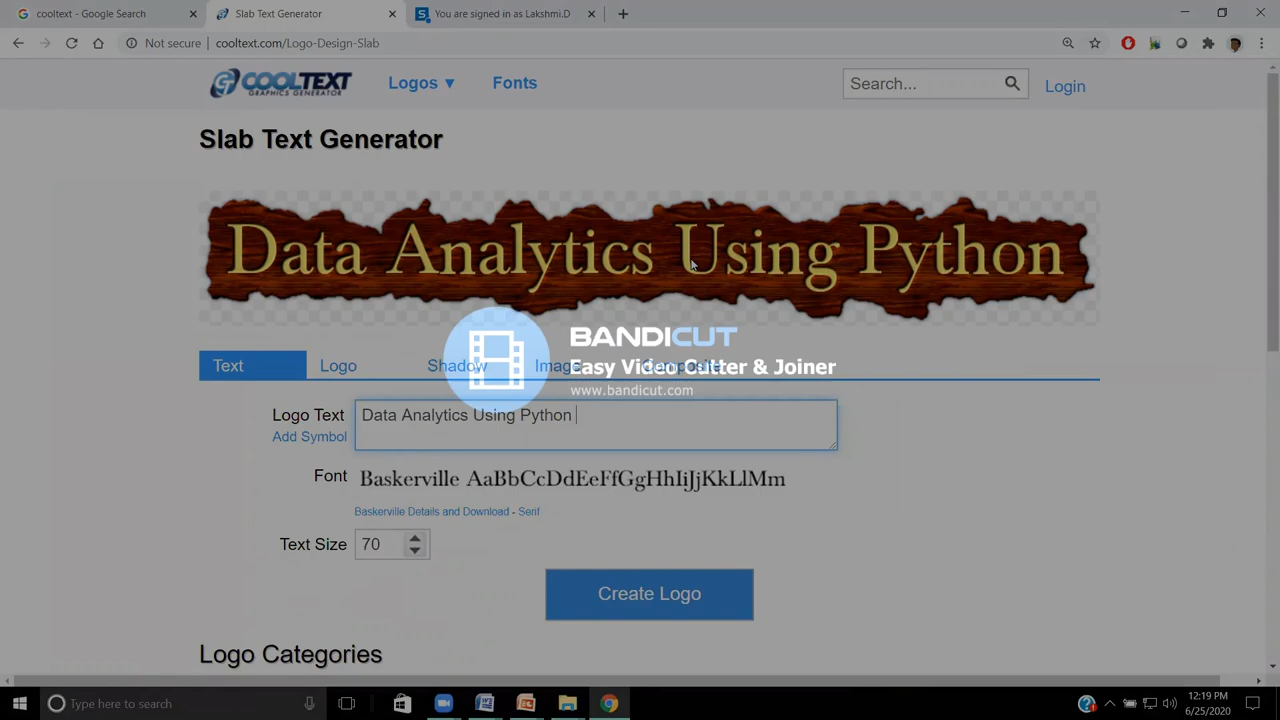 cooltext - Google Search
Slab Text Generator
You are signed in as Lakshmi.D
Not secure
cooltext.com/Logo-Design-Slab
COOLTEXT
GRAPHICS GENERATOR
Logos ▼
Fonts
Search...
Login
Slab Text Generator
Data Analytics Using Python
BANDICUT
Easy Video Cutter & Joiner
www.bandicut.com
Text
Logo
Shadow
Image
Composite
Logo Text
Data Analytics Using Python
Add Symbol
Font
Baskerville AaBbCcDdEeFfGgHhIiJjKkLlMm
Baskerville Details and Download - Serif
Text Size
70
Create Logo
Logo Categories
Type here to search
12:19 PM
6/25/2020